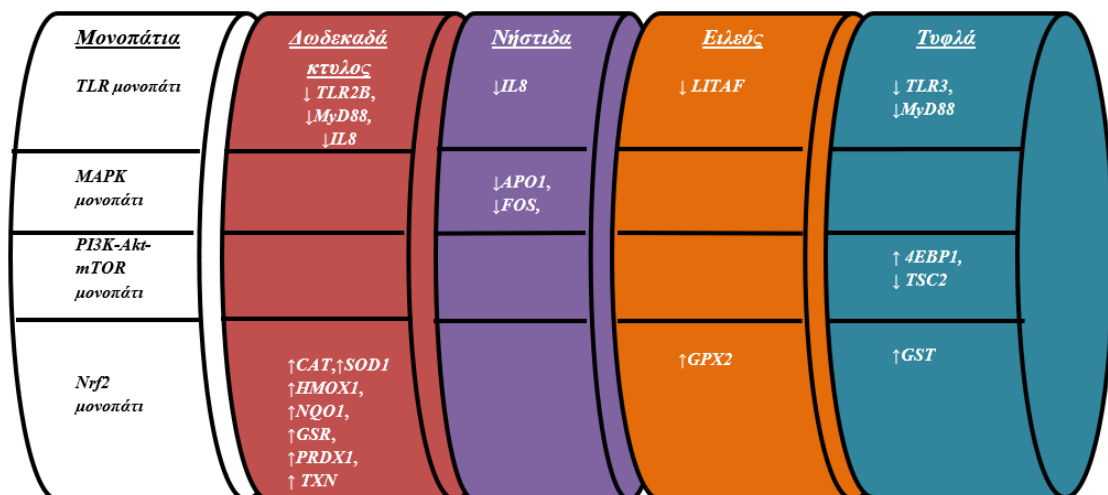 Μονοπάτια
TLR μονοπάτι
MAPK
μονοπάτι
PI3K-Akt-
mTOR
μονοπάτι
Nrf2
μονοπάτι
Δωδεκαδά
κτυλος
↓ TLR2B,
↓MyD88,
↓IL8
↑CAT,↑SOD1
↑HMOX1,
↑NQO1,
↑GSR,
↑PRDX1,
↑ TXN
Νήστιδα
↓IL8
↓APO1,
↓FOS,
Ειλεός
↓ LITAF
↑GPX2
Τυφλά
↓ TLR3,
↓MyD88
↑ 4EBP1,
↓ TSC2
↑GST